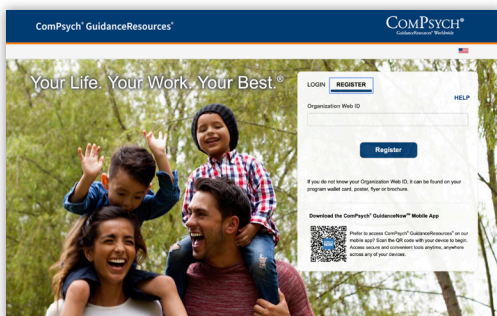 ComPsych® GuidanceResources®
COMPSYCH®
GuidanceResources® Worldwide
Your Life. Your Work. Your Best.®
LOGIN REGISTER
HELP
Organization Web ID
Register
If you do not know your Organization Web ID, it can be found on your
program wallet card, poster, flyer or brochure.
Download the ComPsych® GuidanceNow℠ Mobile App
Prefer to access ComPsych® GuidanceResources® on our
mobile app? Scan the QR code with your device to begin.
Access secure and convenient tools anytime, anywhere
across any of your devices.